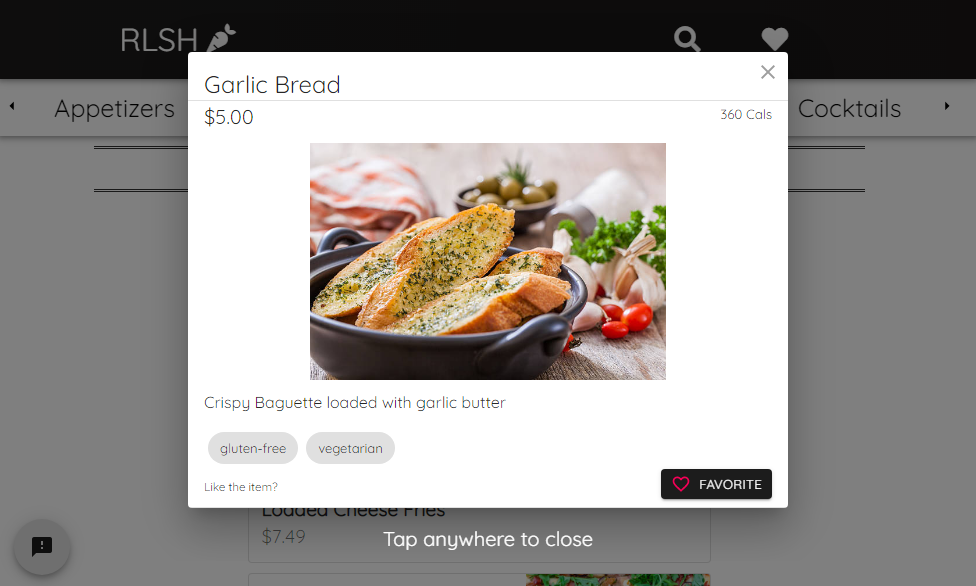 RLSH
Appetizers
Cocktails
Garlic Bread
$5.00
360 Cals
Crispy Baguette loaded with garlic butter
gluten-free
vegetarian
Like the item?
FAVORITE
Loaded Cheese Fries
$7.49
Tap anywhere to close